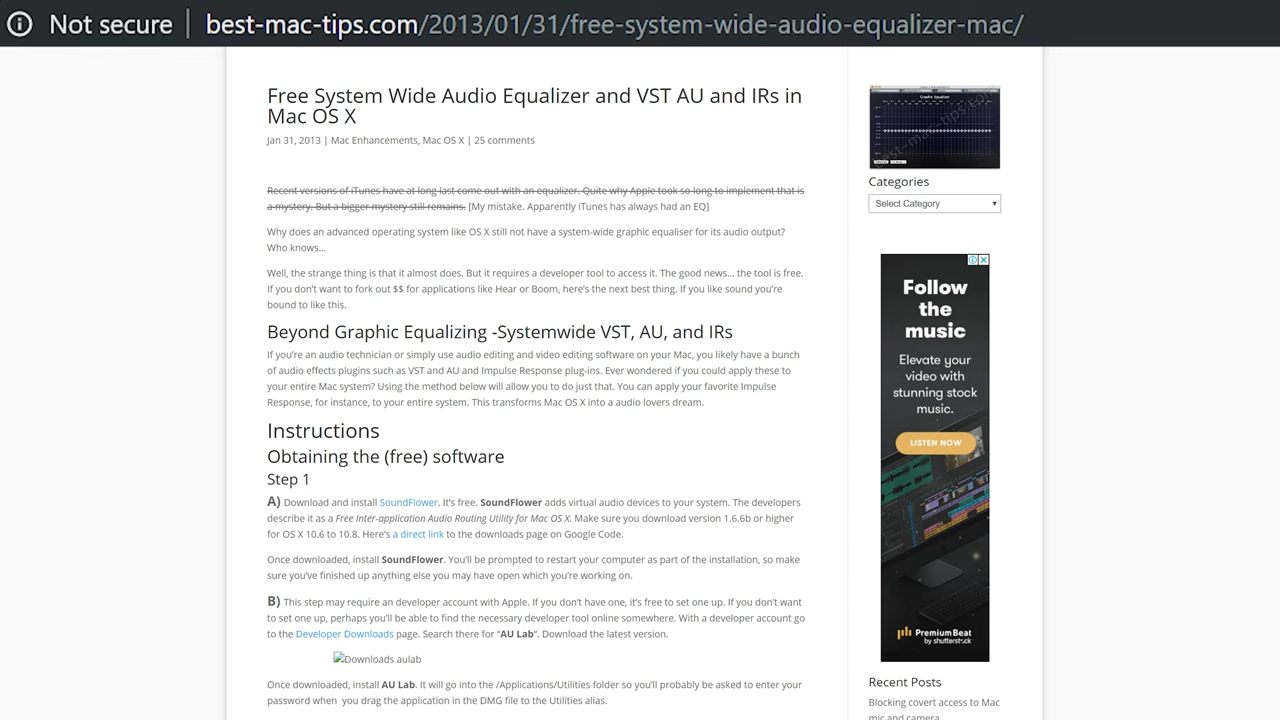 Not secure | best-mac-tips.com/2013/01/31/free-system-wide-audio-equalizer-mac/
Free System Wide Audio Equalizer and VST AU and IRs in
Mac OS X
Jan 31, 2013 | Mac Enhancements, Mac OS X | 25 comments
Recent versions of iTunes have at long last come out with an equalizer. Quite why Apple took so long to implement that is
a mystery. But a bigger mystery still remains. [My mistake. Apparently iTunes has always had an EQ]
Why does an advanced operating system like OS X still not have a system-wide graphic equaliser for its audio output?
Who knows…
Well, the strange thing is that it almost does. But it requires a developer tool to access it. The good news… the tool is free.
If you don't want to fork out $$ for applications like Hear or Boom, here's the next best thing. If you like sound you're
bound to like this.
Beyond Graphic Equalizing -Systemwide VST, AU, and IRs
If you're an audio technician or simply use audio editing and video editing software on your Mac, you likely have a bunch
of audio effects plugins such as VST and AU and Impulse Response plug-ins. Ever wondered if you could apply these to
your entire Mac system? Using the method below will allow you to do just that. You can apply your favorite Impulse
Response, for instance, to your entire system. This transforms Mac OS X into a audio lovers dream.
Instructions
Obtaining the (free) software
Step 1
A) Download and install SoundFlower. It's free. SoundFlower adds virtual audio devices to your system. The developers
describe it as a Free Inter-application Audio Routing Utility for Mac OS X. Make sure you download version 1.6.6b or higher
for OS X 10.6 to 10.8. Here's a direct link to the downloads page on Google Code.
Once downloaded, install SoundFlower. You'll be prompted to restart your computer as part of the installation, so make
sure you've finished up anything else you may have open which you're working on.
B) This step may require an developer account with Apple. If you don't have one, it's free to set one up. If you don't want
to set one up, perhaps you'll be able to find the necessary developer tool online somewhere. With a developer account go
to the Developer Downloads page. Search there for "AU Lab". Download the latest version.
Downloads aulab
Once downloaded, install AU Lab. It will go into the /Applications/Utilities folder so you'll probably be asked to enter your
password when you drag the application in the DMG file to the Utilities alias.
Graphic Equalizer
best-mac-tips.com
Categories
Select Category
Follow
the
music
Elevate your
video with
stunning stock
music.
LISTEN NOW
PremiumBeat
by shutterstock
Recent Posts
Blocking covert access to Mac
mic and camera